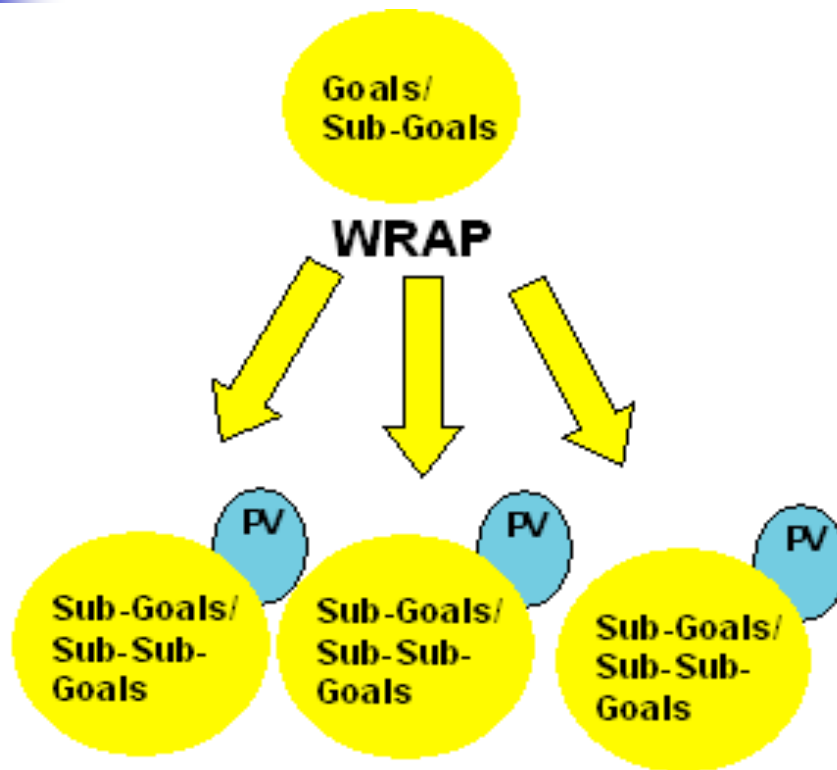 Goals/
Sub-Goals
WRAP
PV
PV
PV
Sub-Goals/
Sub-Sub-
Goals
Sub-Goals/
Sub-Sub-
Goals
Sub-Goals/
Sub-Sub-
Goals